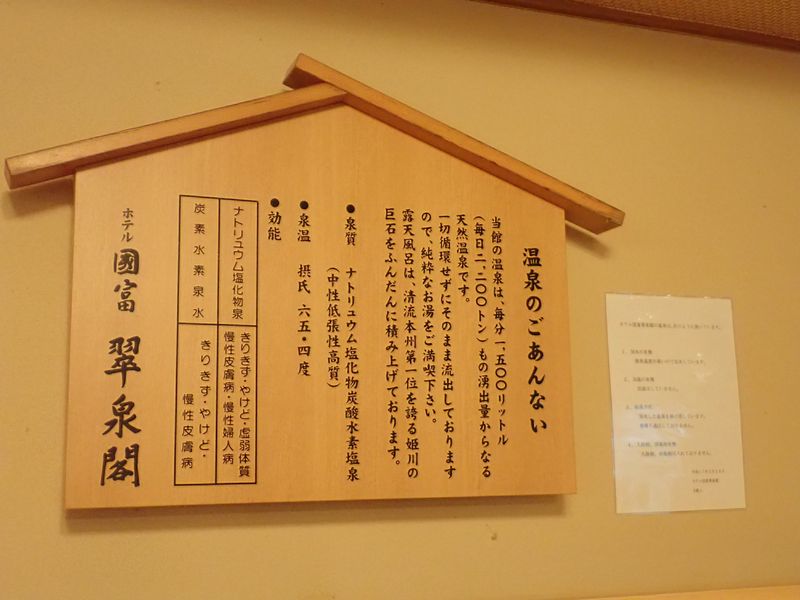 温泉のごあんない
当館の温泉は、毎分一、五〇〇リットル
（毎日二、二〇〇トン）もの湧出量からなる
天然温泉です。
一切循環せずにそのまま流出しております
ので、純粋なお湯をご満喫下さい。
露天風呂は、清流本州第一位を誇る姫川の
巨石をふんだんに積み上げております。
●泉質 ナトリュウム塩化物炭酸水素塩泉
（中性低張性高質）
●泉温 摂氏 六五・四度
●効能
ナトリュウム塩化物泉
きりきず・やけど・虚弱体質
慢性皮膚病・慢性婦人病
炭素水素泉水
きりきず・やけど・
慢性皮膚病
ホテル 國富 翠泉閣